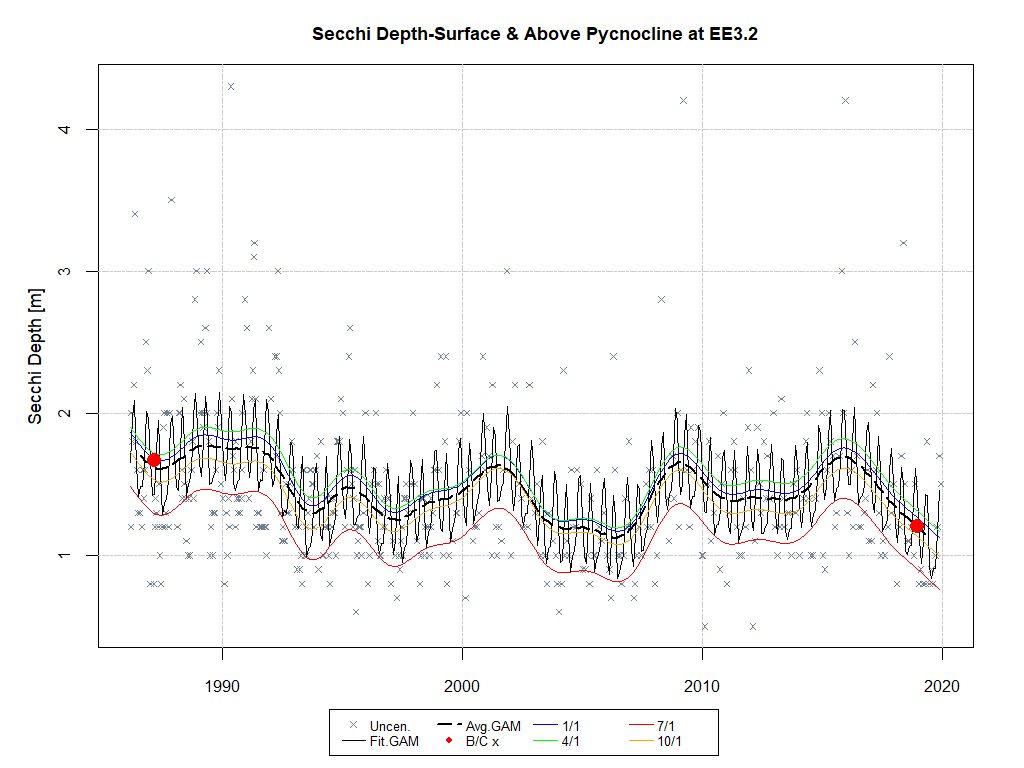 Secchi Depth-Surface & Above Pycnocline at EE3.2
Secchi Depth [m]
4
3
2
1
1990 2000 2010 2020
Uncen. Avg.GAM 1/1 7/1
Fit.GAM B/C x 4/1 10/1